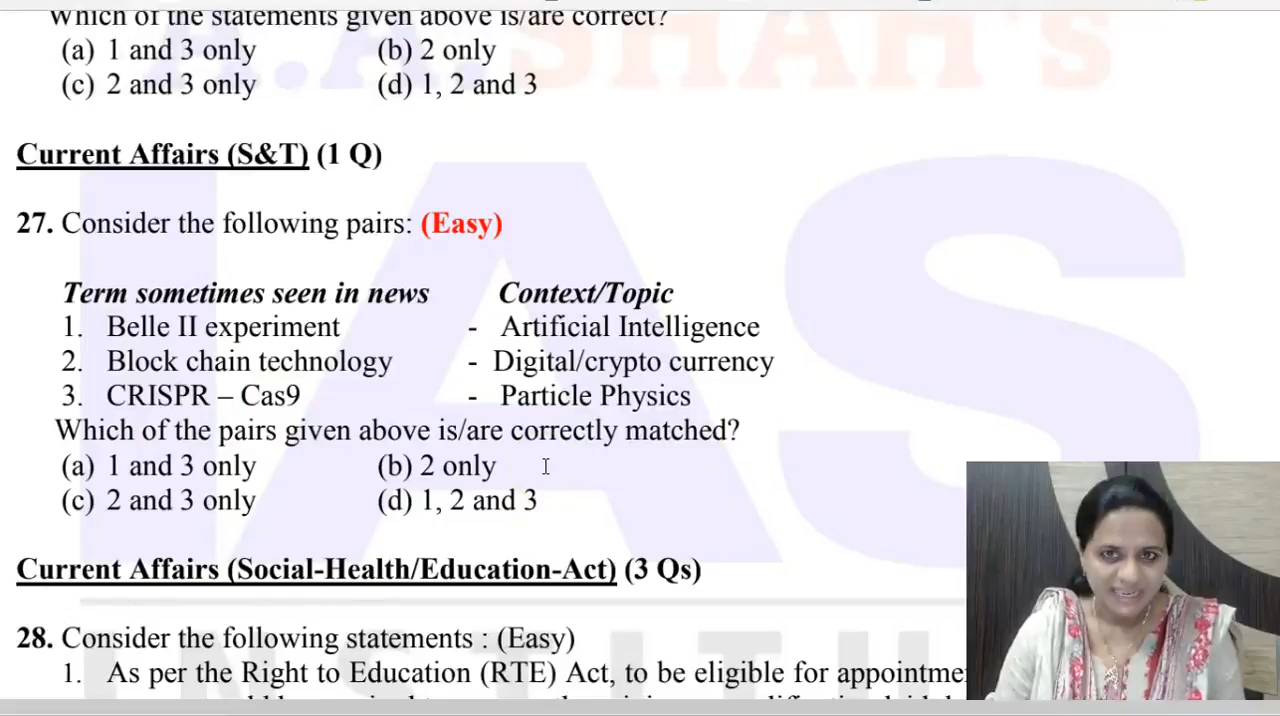 Which of the statements given above is/are correct?
(a) 1 and 3 only (b) 2 only
(c) 2 and 3 only (d) 1, 2 and 3
SHAH's
Current Affairs (S&T) (1 Q)
27. Consider the following pairs: (Easy)
Term sometimes seen in news Context/Topic
1. Belle II experiment - Artificial Intelligence
2. Block chain technology - Digital/crypto currency
3. CRISPR – Cas9 - Particle Physics
Which of the pairs given above is/are correctly matched?
(a) 1 and 3 only (b) 2 only
(c) 2 and 3 only (d) 1, 2 and 3
IAS
Current Affairs (Social-Health/Education-Act) (3 Qs)
28. Consider the following statements : (Easy)
1. As per the Right to Education (RTE) Act, to be eligible for appointme